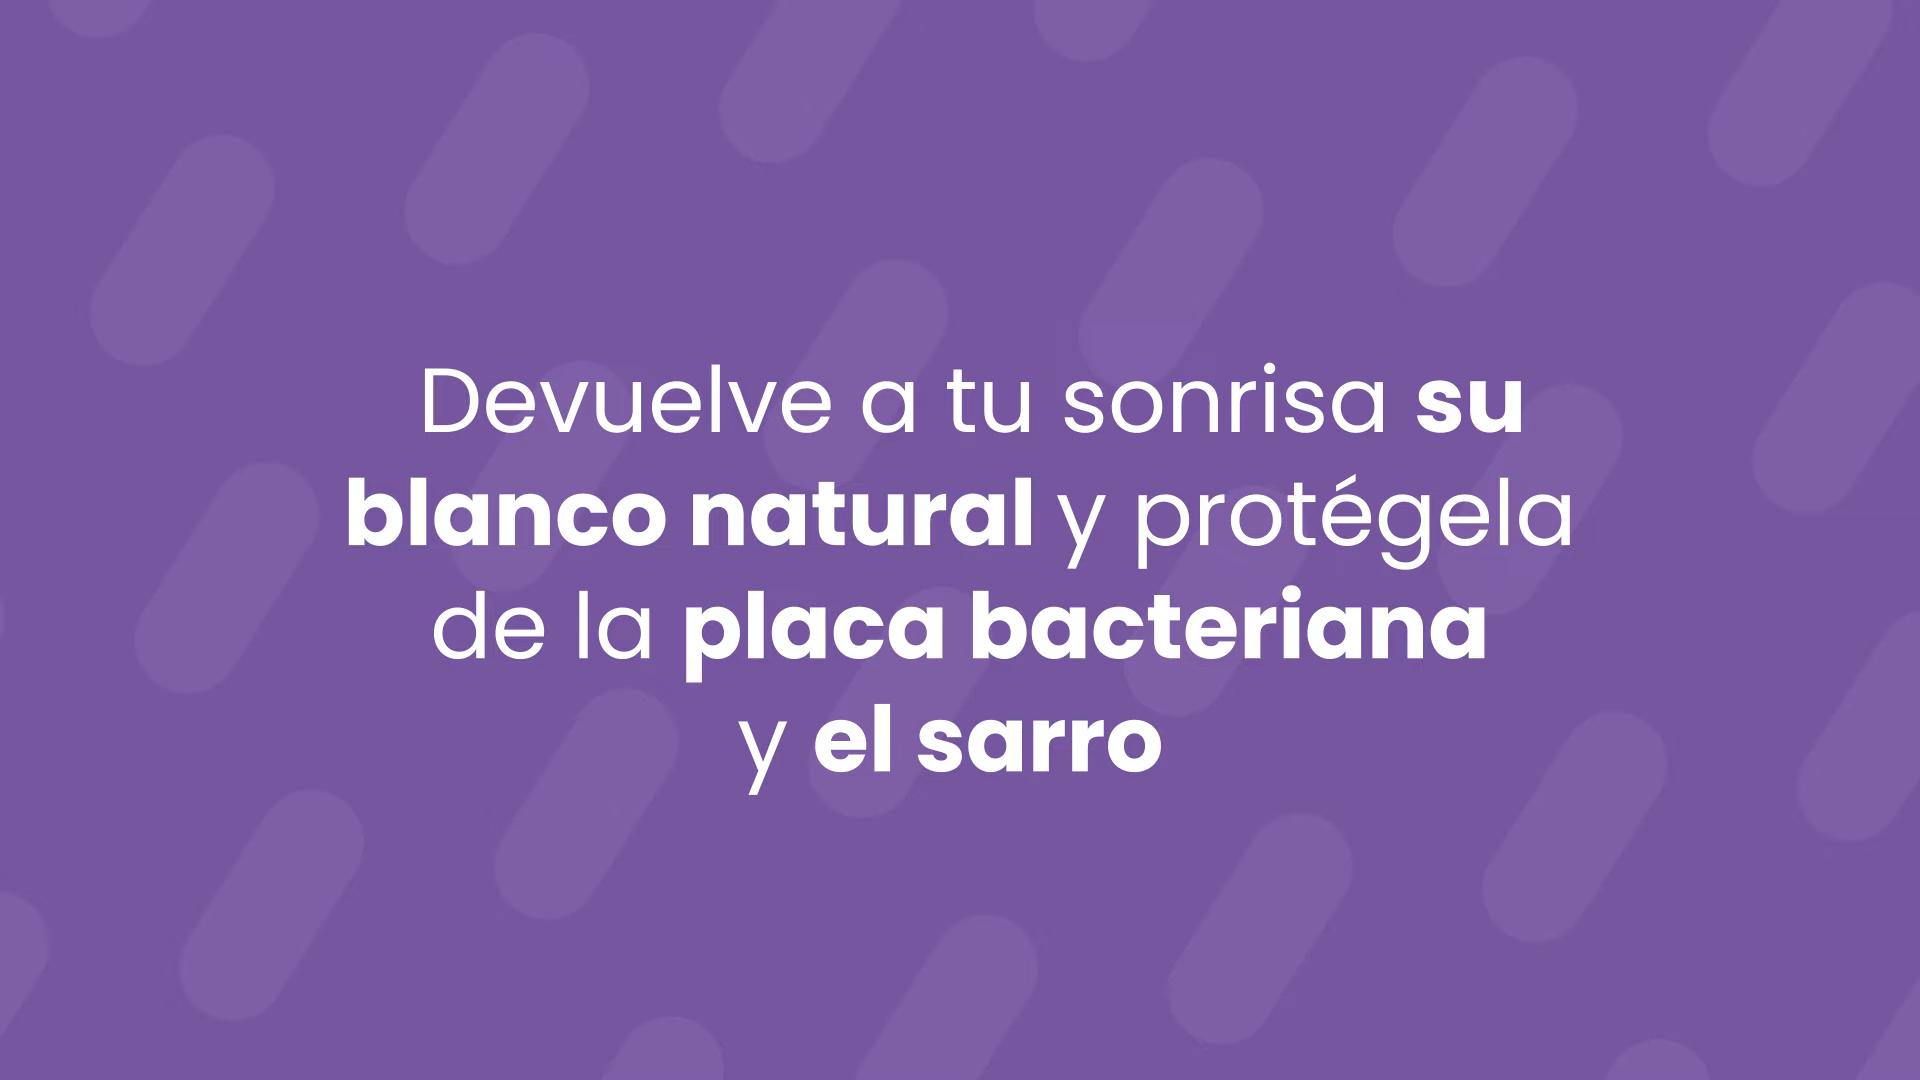 Devuelve a tu sonrisa su
blanco natural y protégela
de la placa bacteriana
y el sarro